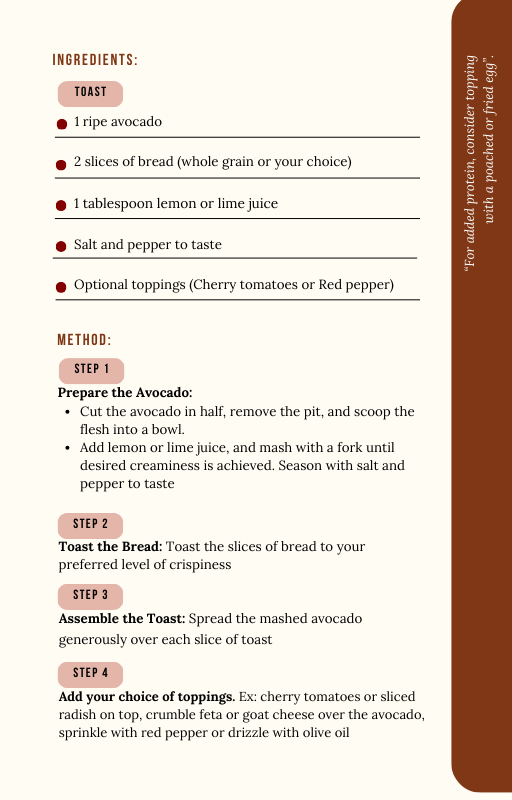 INGREDIENTS:
TOAST
1 ripe avocado
2 slices of bread (whole grain or your choice)
1 tablespoon lemon or lime juice
Salt and pepper to taste
Optional toppings (Cherry tomatoes or Red pepper)
METHOD:
STEP 1
Prepare the Avocado:
• Cut the avocado in half, remove the pit, and scoop the
flesh into a bowl.
• Add lemon or lime juice, and mash with a fork until
desired creaminess is achieved. Season with salt and
pepper to taste
STEP 2
Toast the Bread: Toast the slices of bread to your
preferred level of crispiness
STEP 3
Assemble the Toast: Spread the mashed avocado
generously over each slice of toast
STEP 4
Add your choice of toppings. Ex: cherry tomatoes or sliced
radish on top, crumble feta or goat cheese over the avocado,
sprinkle with red pepper or drizzle with olive oil
“For added protein, consider topping
with a poached or fried egg”.